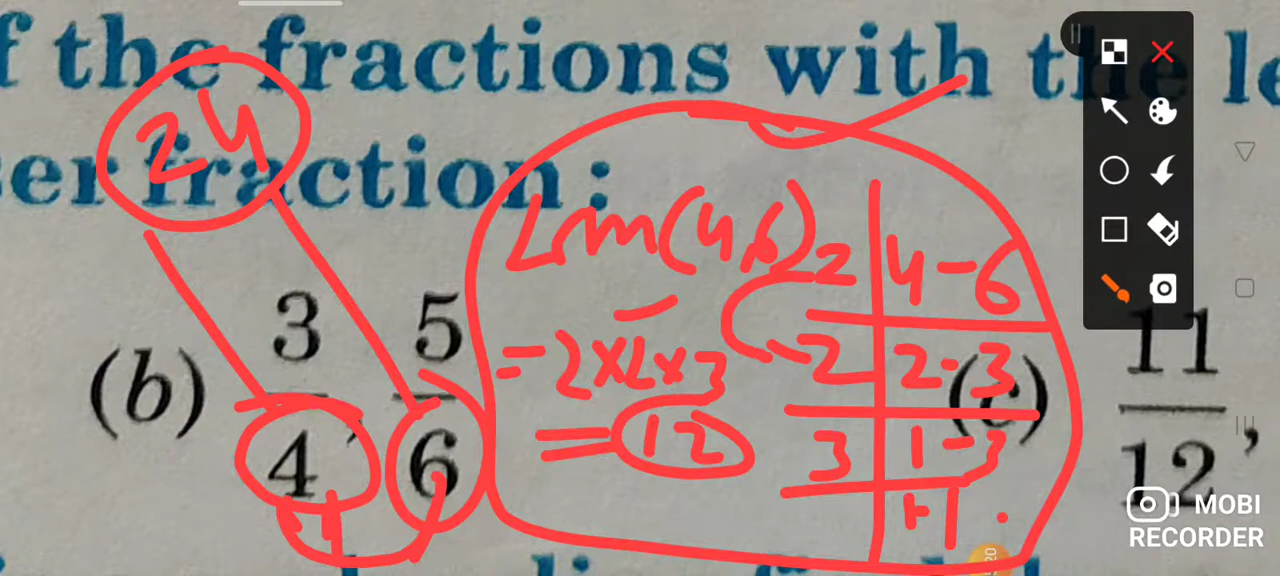 f the fractions with the le
ser fraction :
24
(b) 3/4, 5/6
Lcm(4,6)
= 2×2×3
= 12
2 | 4 - 6
2 | 2 - 3
3 | 1 - 3
1 - 1
(c) 11/12,
MOBI
RECORDER